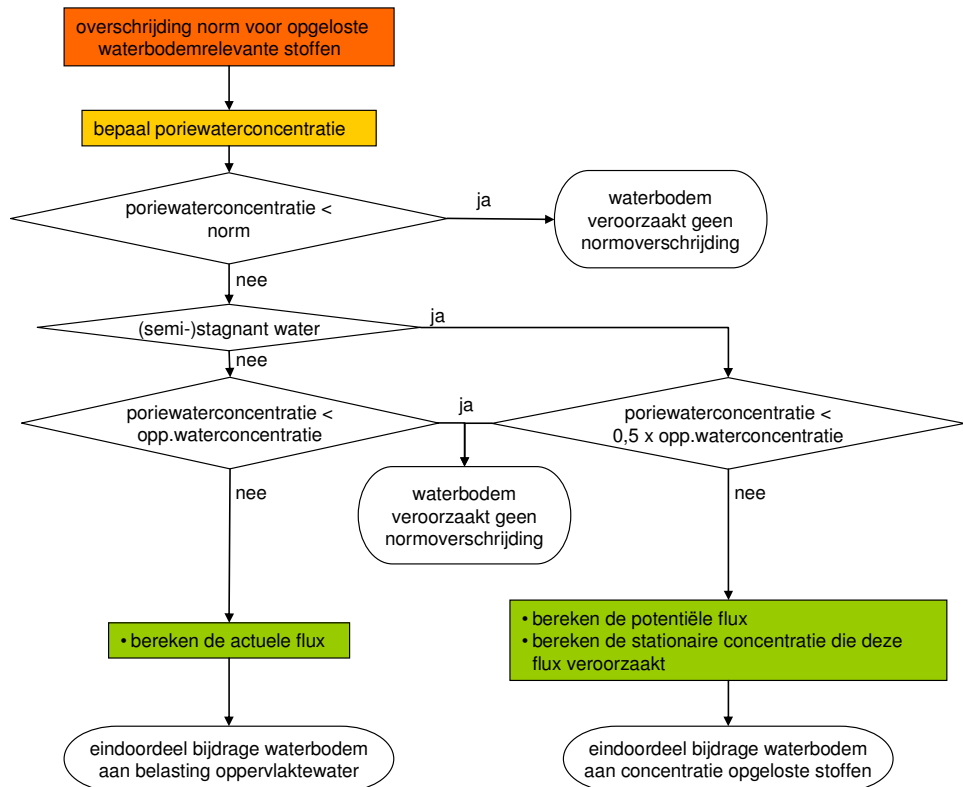 overschrijding norm voor opgeloste
waterbodemrelevante stoffen
bepaal poriewaterconcentratie
poriewaterconcentratie <
norm
ja
waterbodem
veroorzaakt geen
normoverschrijding
nee
(semi-)stagnant water
ja
nee
poriewaterconcentratie <
opp.waterconcentratie
ja
poriewaterconcentratie <
0,5 x opp.waterconcentratie
nee
waterbodem
veroorzaakt geen
normoverschrijding
nee
• bereken de actuele flux
• bereken de potentiële flux
• bereken de stationaire concentratie die deze
flux veroorzaakt
eindoordeel bijdrage waterbodem
aan belasting oppervlaktewater
eindoordeel bijdrage waterbodem
aan concentratie opgeloste stoffen